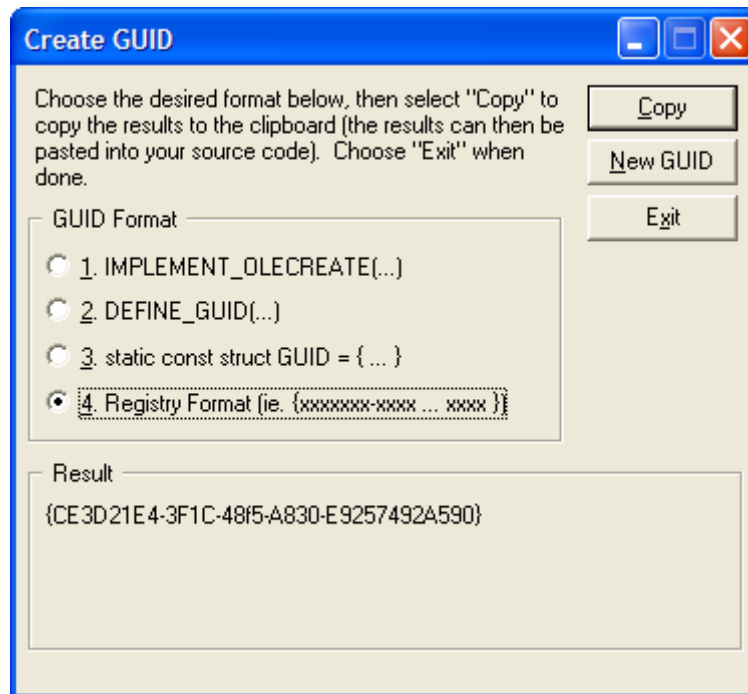 Create GUID
Choose the desired format below, then select "Copy" to
copy the results to the clipboard (the results can then be
pasted into your source code).  Choose "Exit" when
done.
Copy
New GUID
Exit
GUID Format
1. IMPLEMENT_OLECREATE(...)
2. DEFINE_GUID(...)
3. static const struct GUID = { ... }
4. Registry Format (ie. {xxxxxxx-xxxx ... xxxx })
Result
{CE3D21E4-3F1C-48f5-A830-E9257492A590}